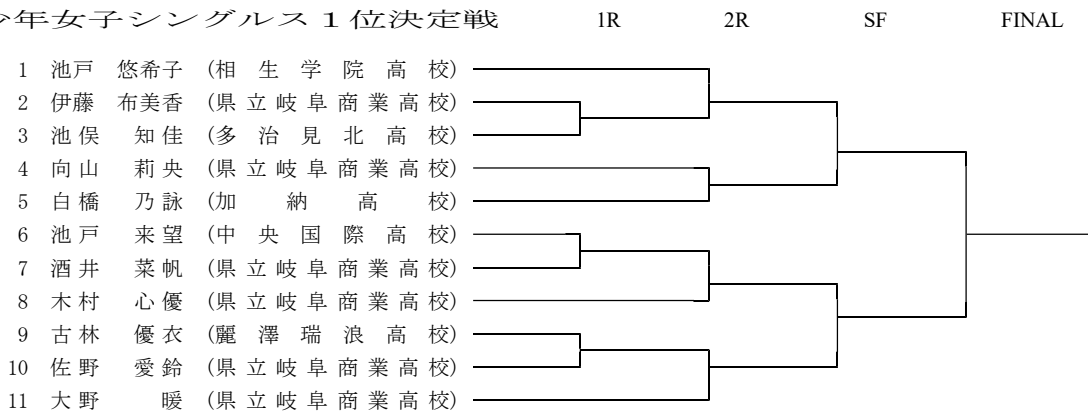 少年女子シングルス１位決定戦 1R 2R SF FINAL
1 池戸 悠希子 (相生学院高校)
2 伊藤 布美香 (県立岐阜商業高校)
3 池俣 知佳 (多治見北高校)
4 向山 莉央 (県立岐阜商業高校)
5 白橋 乃詠 (加納高校)
6 池戸 来望 (中央国際高校)
7 酒井 菜帆 (県立岐阜商業高校)
8 木村 心優 (県立岐阜商業高校)
9 古林 優衣 (麗澤瑞浪高校)
10 佐野 愛鈴 (県立岐阜商業高校)
11 大野 暖 (県立岐阜商業高校)